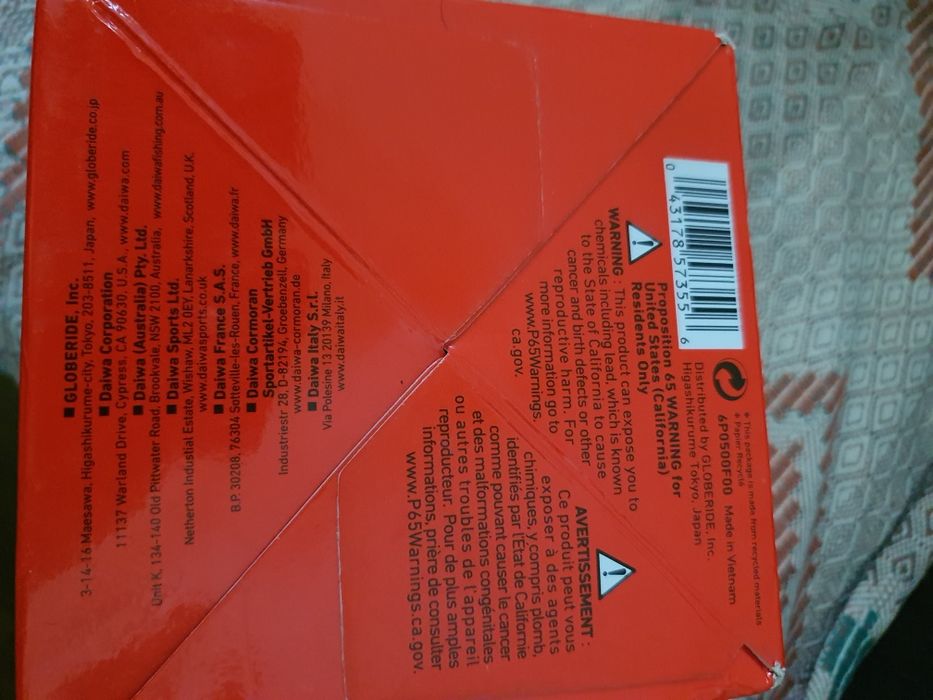 ■ GLOBERIDE, Inc.
3-14-16 Maesawa, Higashikurume-city, Tokyo, 203-8511, Japan, www.globeride.co.jp
■ Daiwa Corporation
11137 Warland Drive, Cypress, CA 90630, U.S.A., www.daiwa.com
■ Daiwa (Australia) Pty. Ltd.
Unit K, 134-140 Old Pittwater Road, Brookvale, NSW 2100, Australia, www.daiwafishing.com.au
■ Daiwa Sports Ltd.
Netherton Industial Estate, Wishaw, ML2 0EY, Lanarkshire, Scotland, U.K.
www.daiwasports.co.uk
■ Daiwa France S.A.S.
B.P. 30208, 76304 Sotteville-les-Rouen, France, www.daiwa.fr
■ Daiwa Cormoran
Sportartikel-Vertrieb GmbH
Industriestr 28, D-82194, Groebenzell, Germany
www.daiwa-cormoran.de
■ Daiwa Italy S.r.l.
Via Polesine 13 20139 Milano, Italy
www.daiwaitaly.it
0 43178 57355 6
Proposition 65 WARNING for
United States (California)
Residents Only
WARNING : This product can expose you to
chemicals including lead, which is known
to the State of California to cause
cancer and birth defects or other
reproductive harm. For
more information go to
www.P65Warnings.
ca.gov.
AVERTISSEMENT :
Ce produit peut vous
exposer à des agents
chimiques, y compris plomb,
identifiés par l'État de Californie
comme pouvant causer le cancer
et des malformations congénitales
ou autres troubles de l'appareil
reproducteur. Pour de plus amples
informations, prière de consulter
www.P65Warnings.ca.gov.
※ This package is made from recycled materials
※ Papier Recyclé
6P0500F00 Made in Vietnam
Distributed by GLOBERIDE, Inc.
Higashikurume Tokyo, Japan